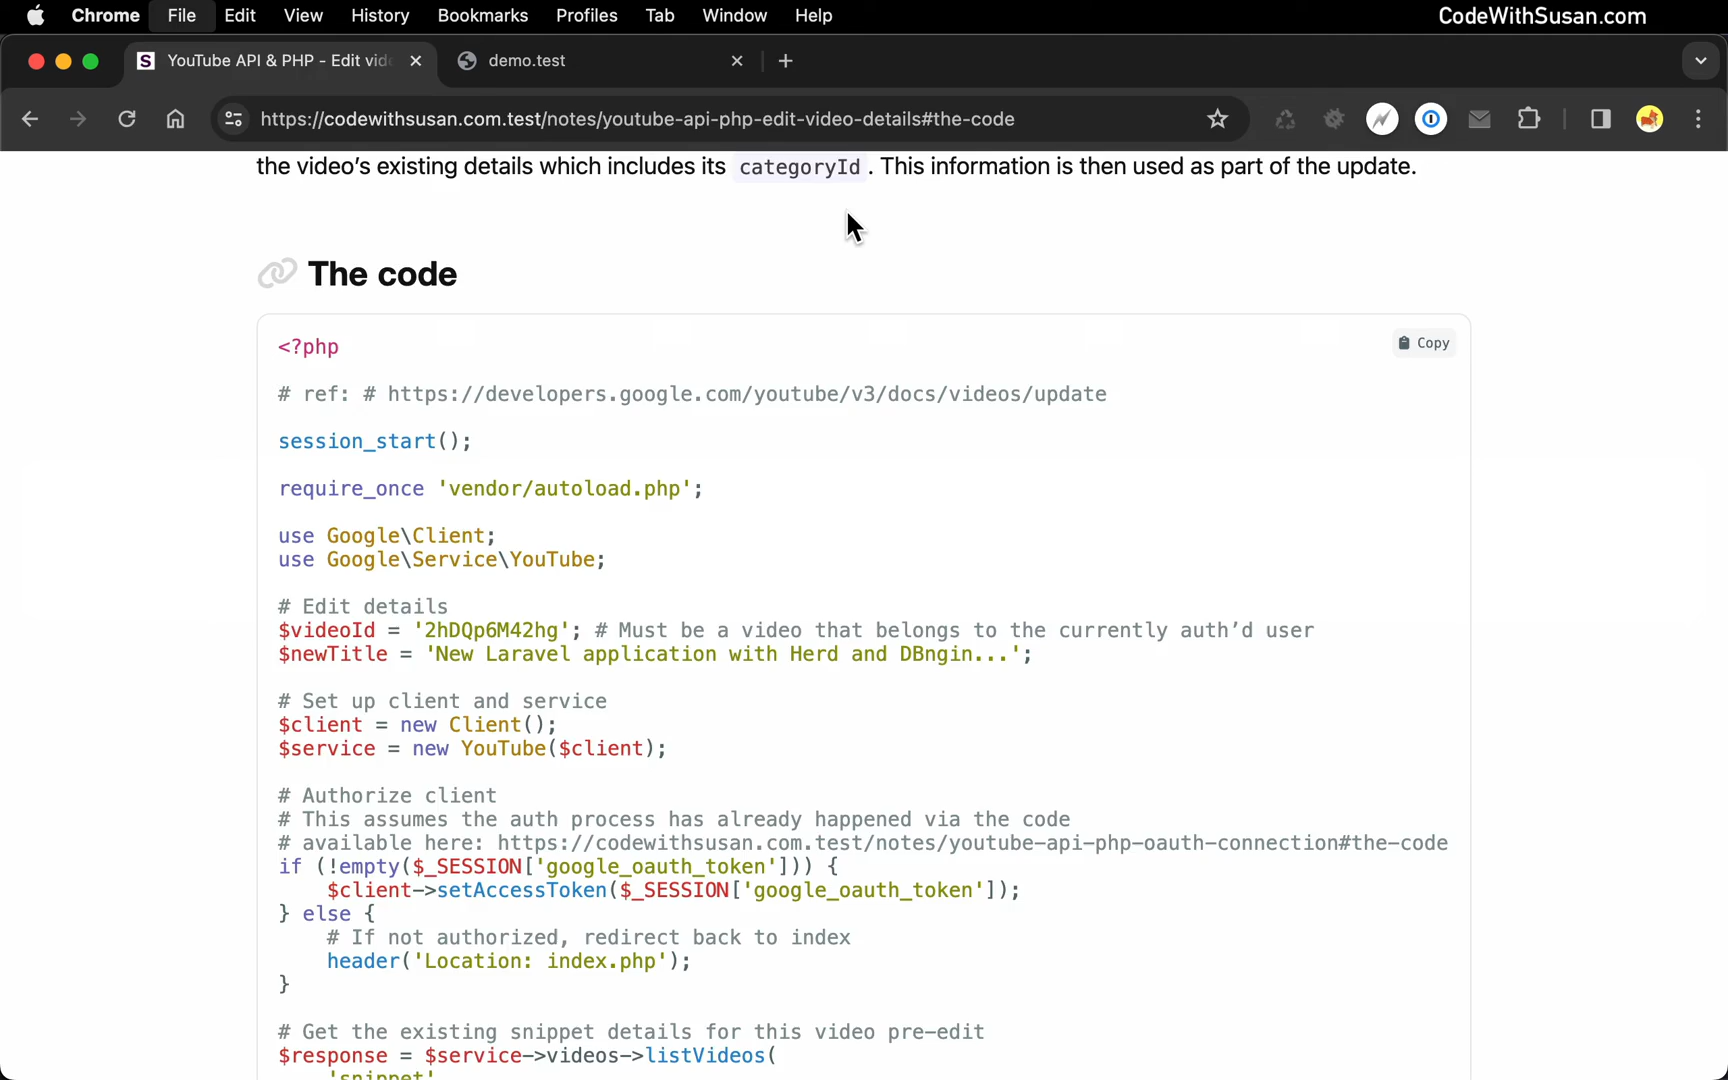 Chrome File Edit View History Bookmarks Profiles Tab Window Help CodeWithSusan.com
S YouTube API & PHP - Edit vid demo.test
https://codewithsusan.com.test/notes/youtube-api-php-edit-video-details#the-code
the video’s existing details which includes its categoryId. This information is then used as part of the update.
The code
<?php
Copy
# ref: # https://developers.google.com/youtube/v3/docs/videos/update
session_start();
require_once 'vendor/autoload.php';
use Google\Client;
use Google\Service\YouTube;
# Edit details
$videoId = '2hDQp6M42hg'; # Must be a video that belongs to the currently auth’d user
$newTitle = 'New Laravel application with Herd and DBngin...';
# Set up client and service
$client = new Client();
$service = new YouTube($client);
# Authorize client
# This assumes the auth process has already happened via the code
# available here: https://codewithsusan.com.test/notes/youtube-api-php-oauth-connection#the-code
if (!empty($_SESSION['google_oauth_token'])) {
$client->setAccessToken($_SESSION['google_oauth_token']);
} else {
# If not authorized, redirect back to index
header('Location: index.php');
}
# Get the existing snippet details for this video pre-edit
$response = $service->videos->listVideos(
'snippet'